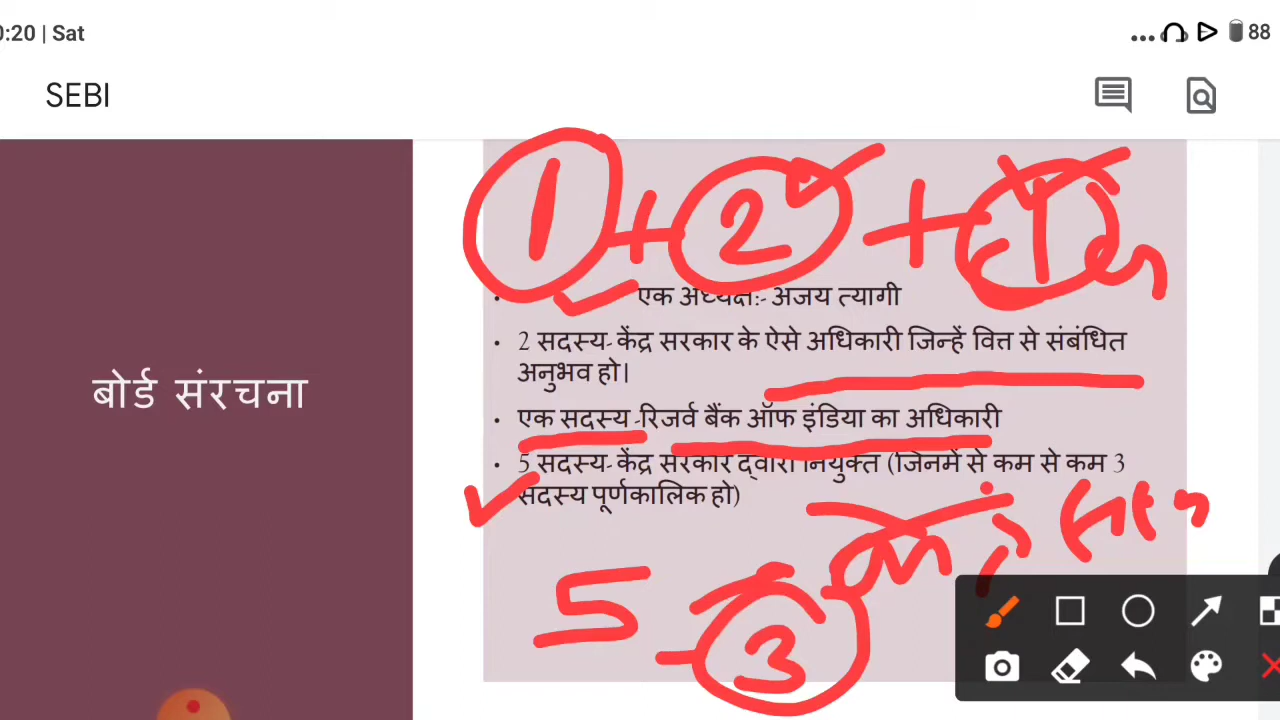 0:20 | Sat
88
SEBI
1 + 2 + 1
• एक अध्यक्षः- अजय त्यागी
• 2 सदस्य- केंद्र सरकार के ऐसे अधिकारी जिन्हें वित्त से संबंधित
अनुभव हो।
बोर्ड संरचना
• एक सदस्य -रिजर्व बैंक ऑफ इंडिया का अधिकारी
• 5 सदस्य- केंद्र सरकार द्वारा नियुक्त (जिनमें से कम से कम 3
सदस्य पूर्णकालिक हो)
5 - 3